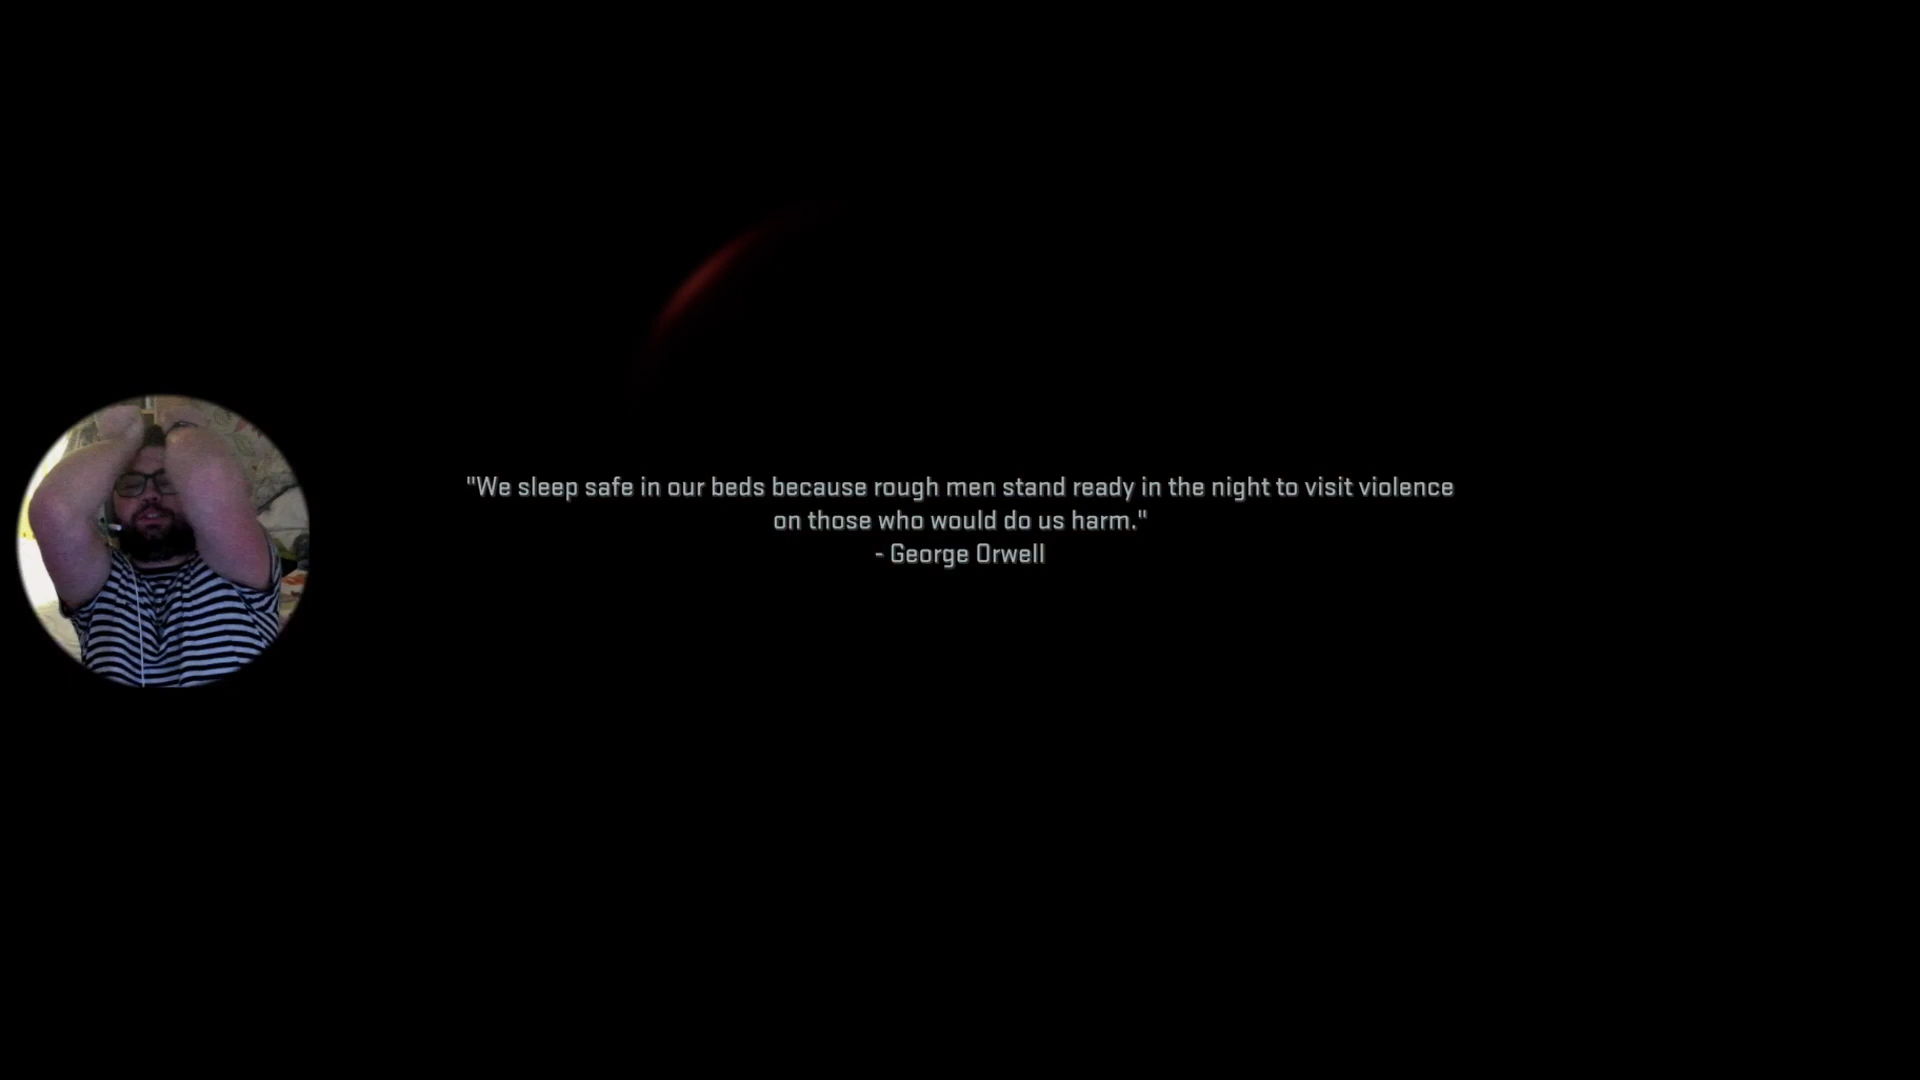 "We sleep safe in our beds because rough men stand ready in the night to visit violence
on those who would do us harm."
- George Orwell